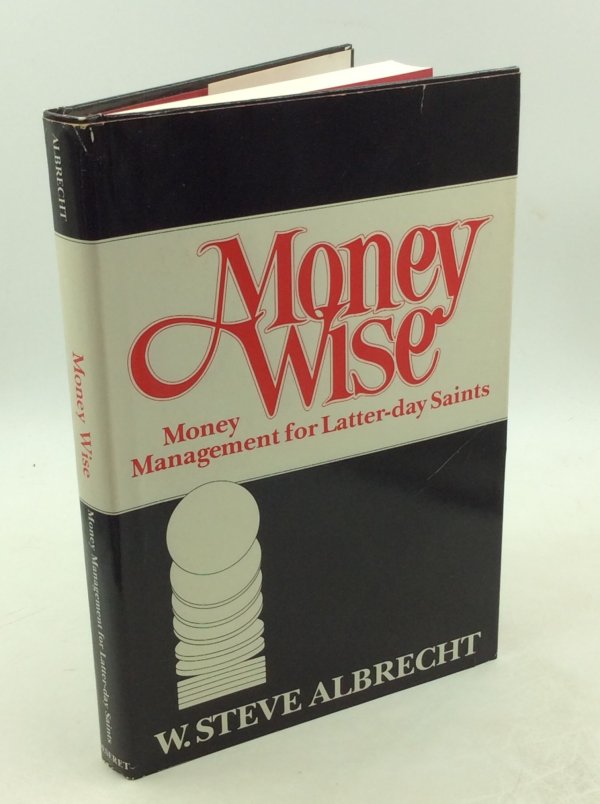 Money
Wise
Money
Management for Latter-day Saints
W. STEVE ALBRECHT
ALBRECHT
Money Wise
Money Management for Latter-day Saints